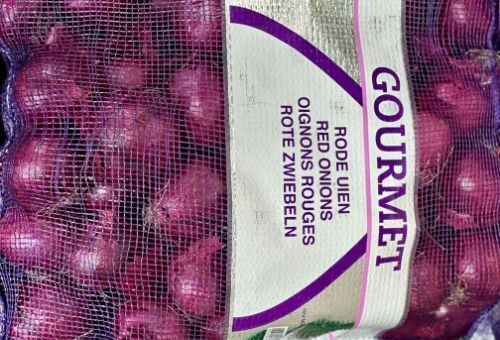 GOURMET
RODE UIEN
RED ONIONS
OIGNONS ROUGES
ROTE ZWIEBELN